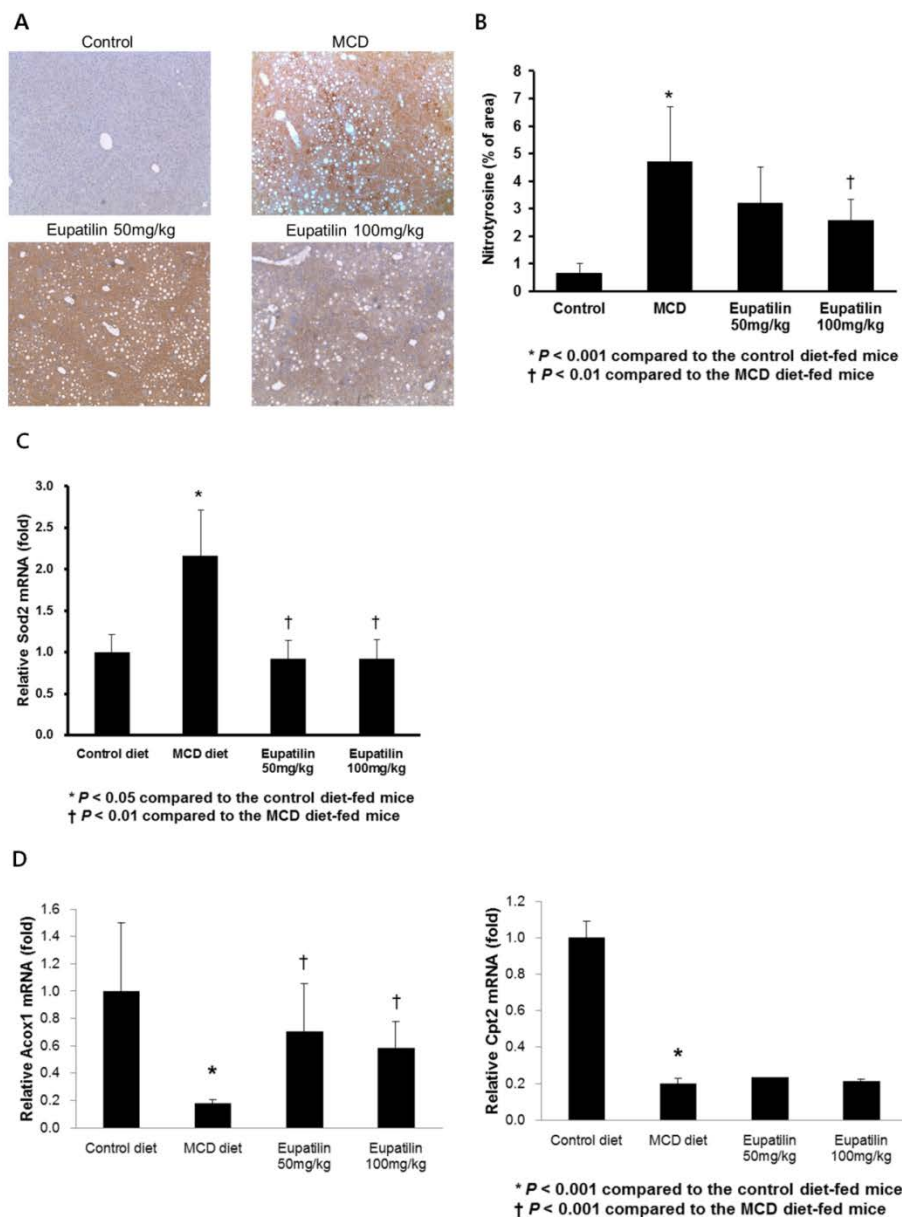 A
Control
MCD
Eupatilin 50mg/kg
Eupatilin 100mg/kg
B
Nitrotyrosine (% of area)
8
7
6
5
4
3
2
1
0
Control
MCD
Eupatilin
50mg/kg
Eupatilin
100mg/kg
*
†
* P < 0.001 compared to the control diet-fed mice
† P < 0.01 compared to the MCD diet-fed mice
C
Relative Sod2 mRNA (fold)
3.0
2.5
2.0
1.5
1.0
0.5
0.0
*
†
†
Control diet
MCD diet
Eupatilin
50mg/kg
Eupatilin
100mg/kg
* P < 0.05 compared to the control diet-fed mice
† P < 0.01 compared to the MCD diet-fed mice
D
Relative Acox1 mRNA (fold)
1.6
1.4
1.2
1.0
0.8
0.6
0.4
0.2
0.0
*
†
†
Control diet
MCD diet
Eupatilin
50mg/kg
Eupatilin
100mg/kg
Relative Cpt2 mRNA (fold)
1.2
1.0
0.8
0.6
0.4
0.2
0.0
*
Control diet
MCD diet
Eupatilin
50mg/kg
Eupatilin
100mg/kg
* P < 0.001 compared to the control diet-fed mice
† P < 0.001 compared to the MCD diet-fed mice